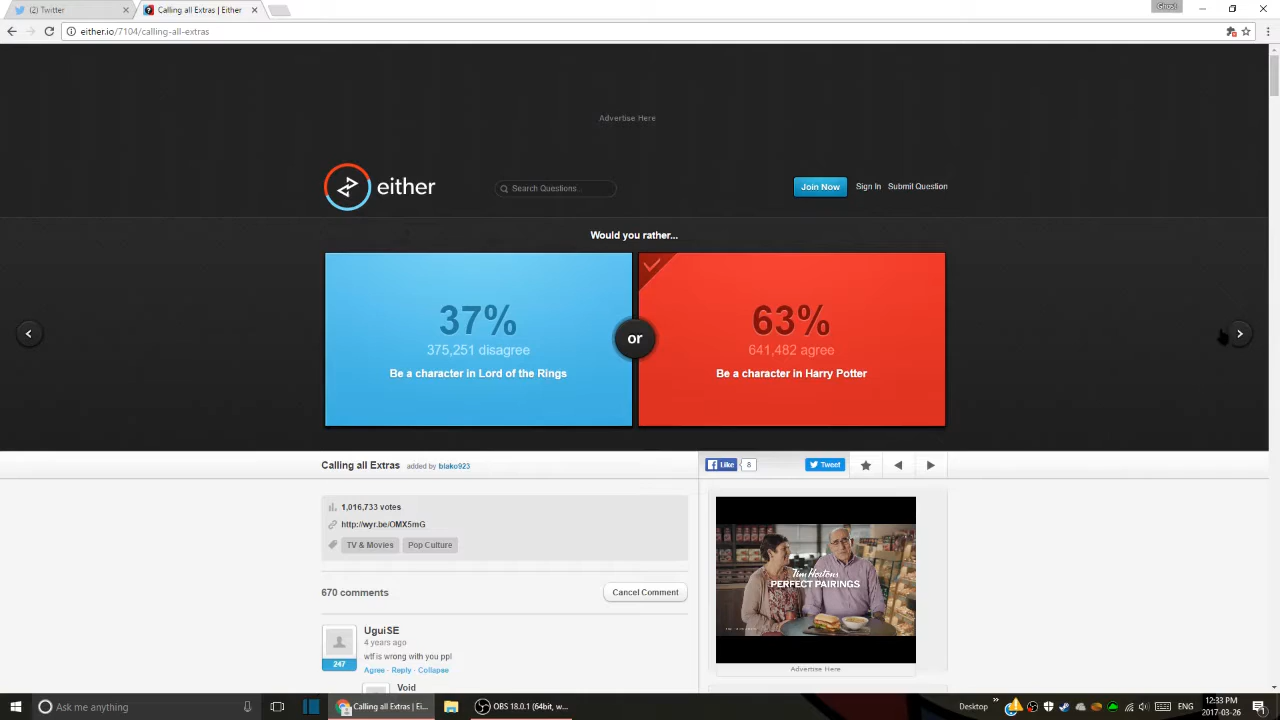 (2) Twitter
Calling all Extras | Either
Ghost
either.io/7104/calling-all-extras
Advertise Here
either
Search Questions...
Join Now
Sign In
Submit Question
Would you rather...
37%
375,251 disagree
Be a character in Lord of the Rings
or
63%
641,482 agree
Be a character in Harry Potter
Calling all Extras added by blako923
Like 8
Tweet
1,016,733 votes
http://wyr.be/OMX5mG
TV & Movies
Pop Culture
670 comments
Cancel Comment
UguiSE
4 years ago
247
wtf is wrong with you ppl
Agree · Reply · Collapse
Void
Tim Hortons
PERFECT PAIRINGS
Advertise Here
Ask me anything
Calling all Extras | Ei...
OBS 18.0.1 (64bit, w...
Desktop
ENG
12:33 PM
2017-03-26
1